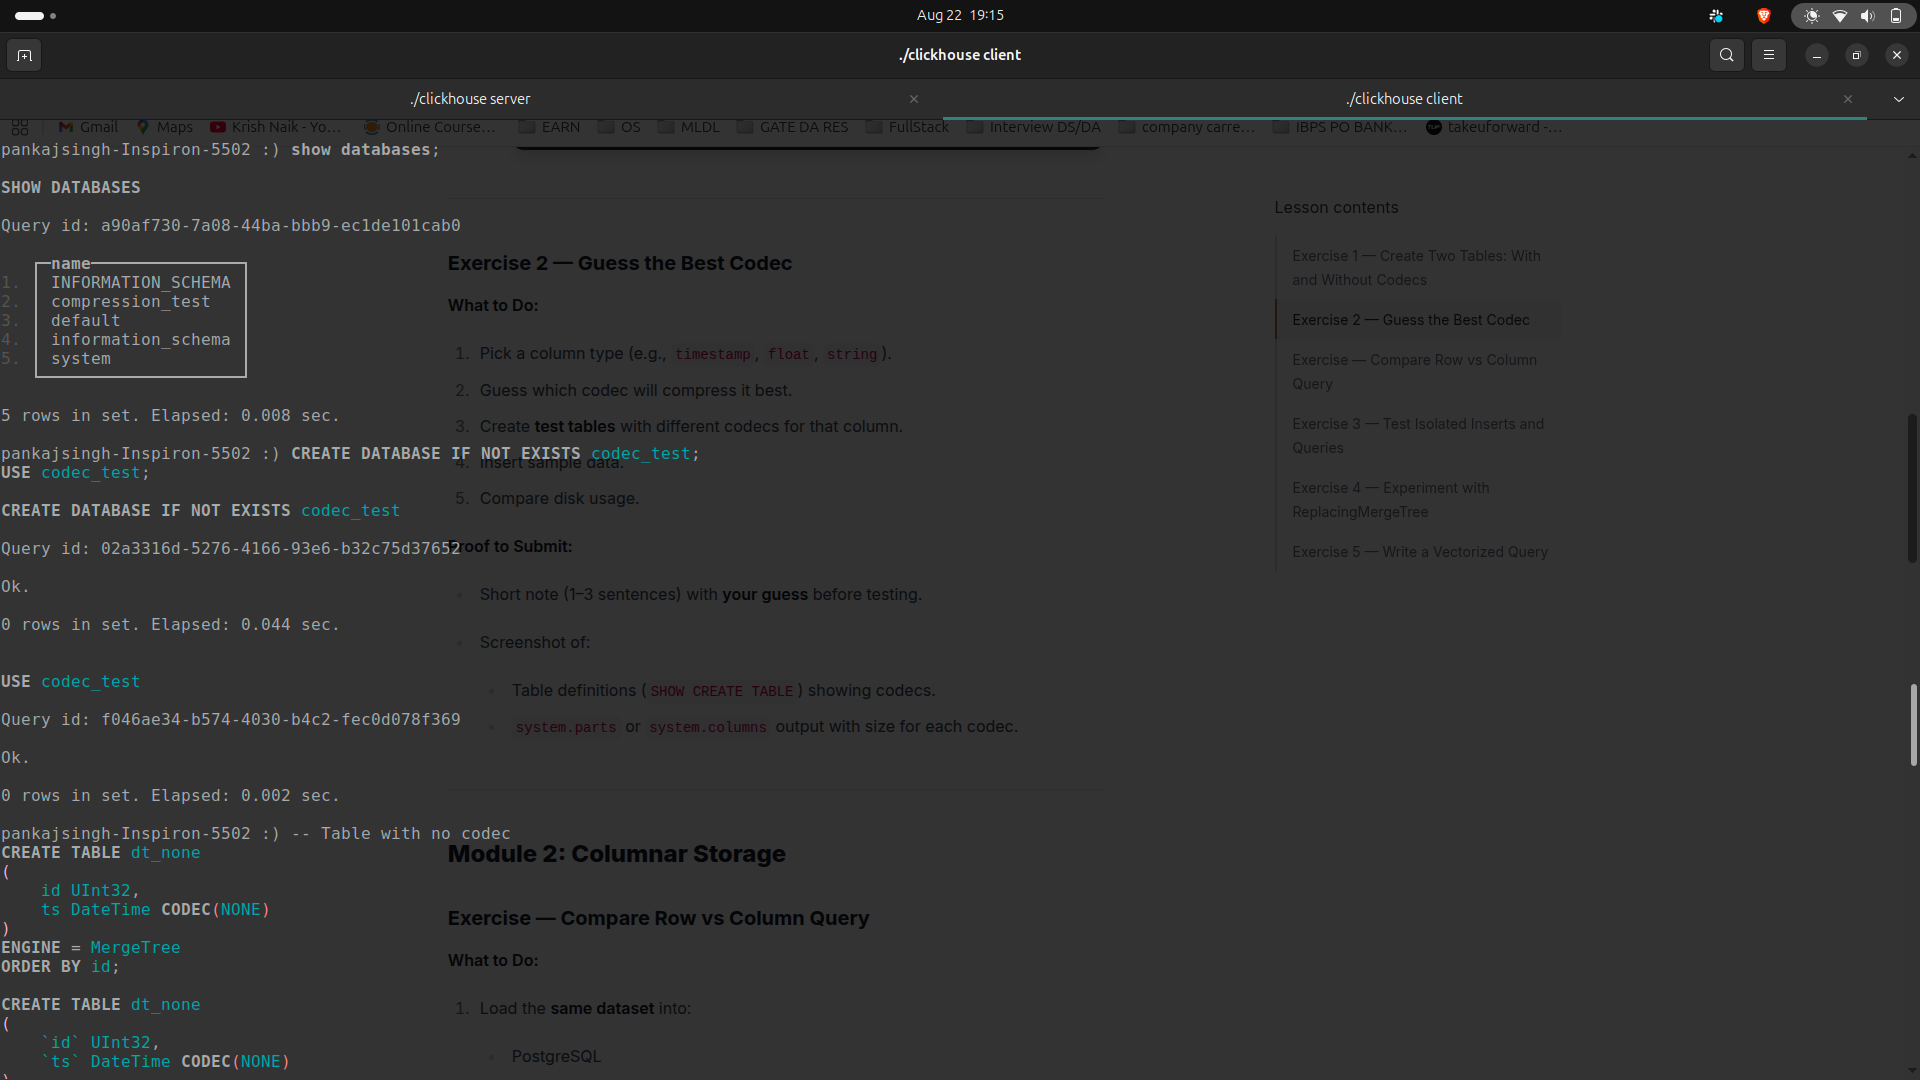 Aug 22 19:15
./clickhouse client
./clickhouse server
./clickhouse client
Gmail Maps Krish Naik - Yo... Online Course... EARN OS MLDL GATE DA RES FullStack Interview DS/DA company carre... IBPS PO BANK... takeuforward -...
pankajsingh-Inspiron-5502 :) show databases;
SHOW DATABASES
Query id: a90af730-7a08-44ba-bbb9-ec1de101cab0
name
1. INFORMATION_SCHEMA
2. compression_test
3. default
4. information_schema
5. system
5 rows in set. Elapsed: 0.008 sec.
pankajsingh-Inspiron-5502 :) CREATE DATABASE IF NOT EXISTS codec_test;
USE codec_test;
CREATE DATABASE IF NOT EXISTS codec_test
Query id: 02a3316d-5276-4166-93e6-b32c75d37652
Ok.
0 rows in set. Elapsed: 0.044 sec.
USE codec_test
Query id: f046ae34-b574-4030-b4c2-fec0d078f369
Ok.
0 rows in set. Elapsed: 0.002 sec.
pankajsingh-Inspiron-5502 :) -- Table with no codec
CREATE TABLE dt_none
(
id UInt32,
ts DateTime CODEC(NONE)
)
ENGINE = MergeTree
ORDER BY id;
CREATE TABLE dt_none
(
`id` UInt32,
`ts` DateTime CODEC(NONE)
)
Exercise 2 — Guess the Best Codec
What to Do:
1. Pick a column type (e.g., timestamp, float, string).
2. Guess which codec will compress it best.
3. Create test tables with different codecs for that column.
4. Insert sample data.
5. Compare disk usage.
Proof to Submit:
Short note (1–3 sentences) with your guess before testing.
Screenshot of:
Table definitions (SHOW CREATE TABLE) showing codecs.
system.parts or system.columns output with size for each codec.
Module 2: Columnar Storage
Exercise — Compare Row vs Column Query
What to Do:
1. Load the same dataset into:
PostgreSQL
Lesson contents
Exercise 1 — Create Two Tables: With
and Without Codecs
Exercise 2 — Guess the Best Codec
Exercise — Compare Row vs Column
Query
Exercise 3 — Test Isolated Inserts and
Queries
Exercise 4 — Experiment with
ReplacingMergeTree
Exercise 5 — Write a Vectorized Query